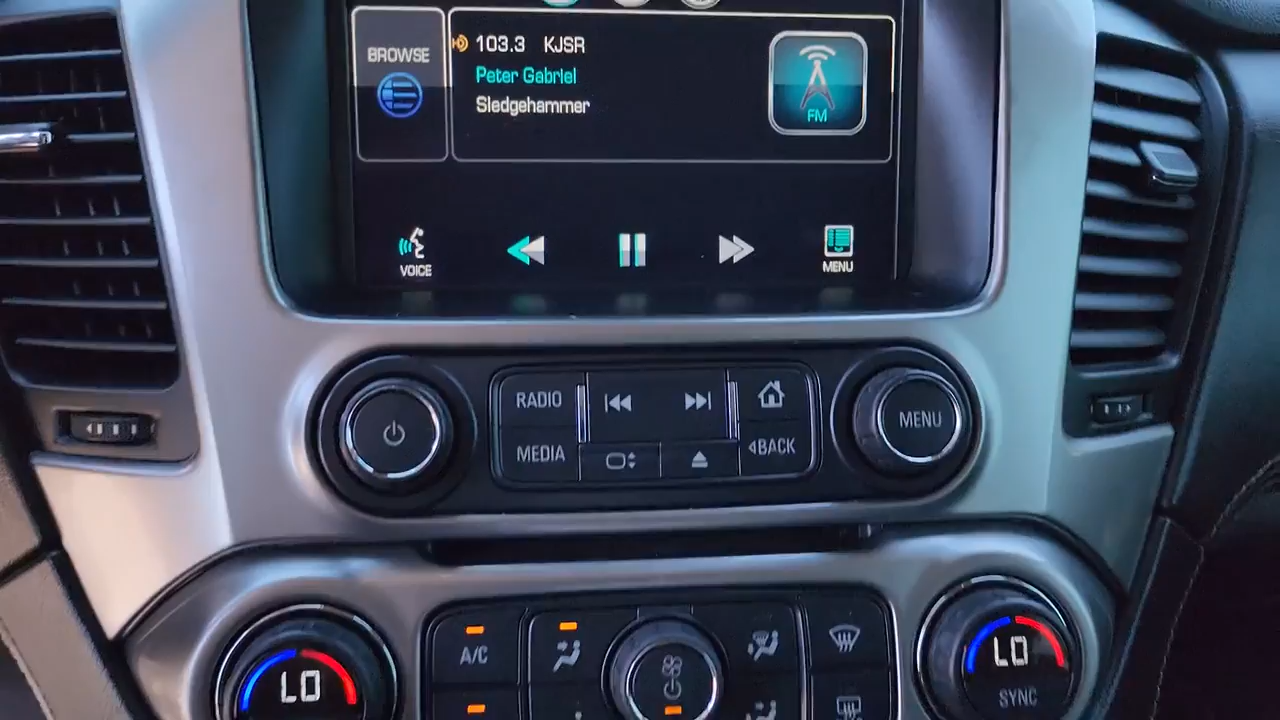 BROWSE
103.3 KJSR
Peter Gabriel
Sledgehammer
FM
VOICE
MENU
RADIO
MEDIA
BACK
MENU
A/C
LO
LO
SYNC